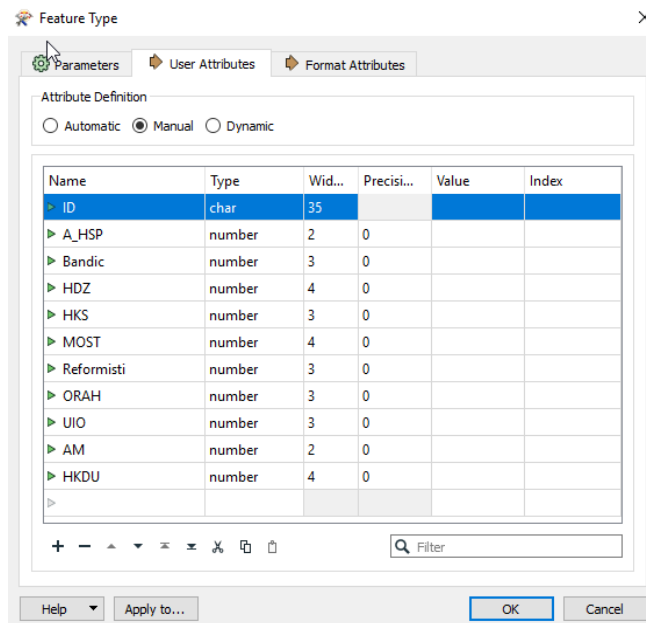 Feature Type
Parameters User Attributes Format Attributes
Attribute Definition
Automatic Manual Dynamic
Name Type Wid... Precisi... Value Index
ID char 35
A_HSP number 2 0
Bandic number 3 0
HDZ number 4 0
HKS number 3 0
MOST number 4 0
Reformisti number 3 0
ORAH number 3 0
UIO number 3 0
AM number 2 0
HKDU number 4 0
Filter
Help Apply to... OK Cancel